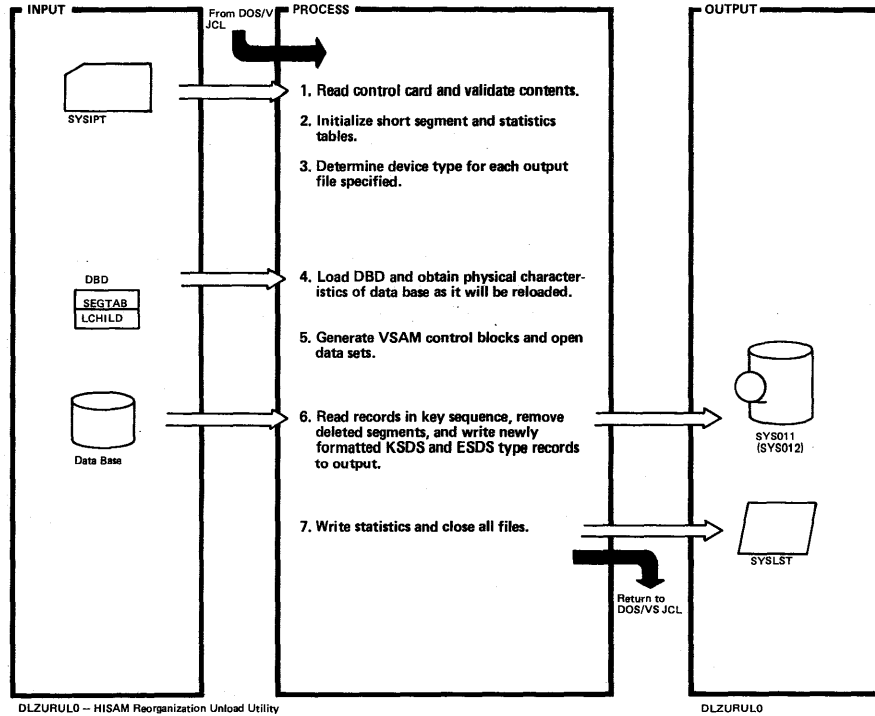 INPUT
From DOS/V
JCL
PROCESS
OUTPUT
SYSIPT
1. Read control card and validate contents.
2. Initialize short segment and statistics
tables.
3. Determine device type for each output
file specified.
DBD
SEGTAB
LCHILD
4. Load DBD and obtain physical character-
istics of data base as it will be reloaded.
5. Generate VSAM control blocks and open
data sets.
Data Base
6. Read records in key sequence, remove
deleted segments, and write newly
formatted KSDS and ESDS type records
to output.
SYS011
(SYS012)
7. Write statistics and close all files.
SYSLST
Return to
DOS/VS JCL
DLZURUL0 — HISAM Reorganization Unload Utility
DLZURUL0